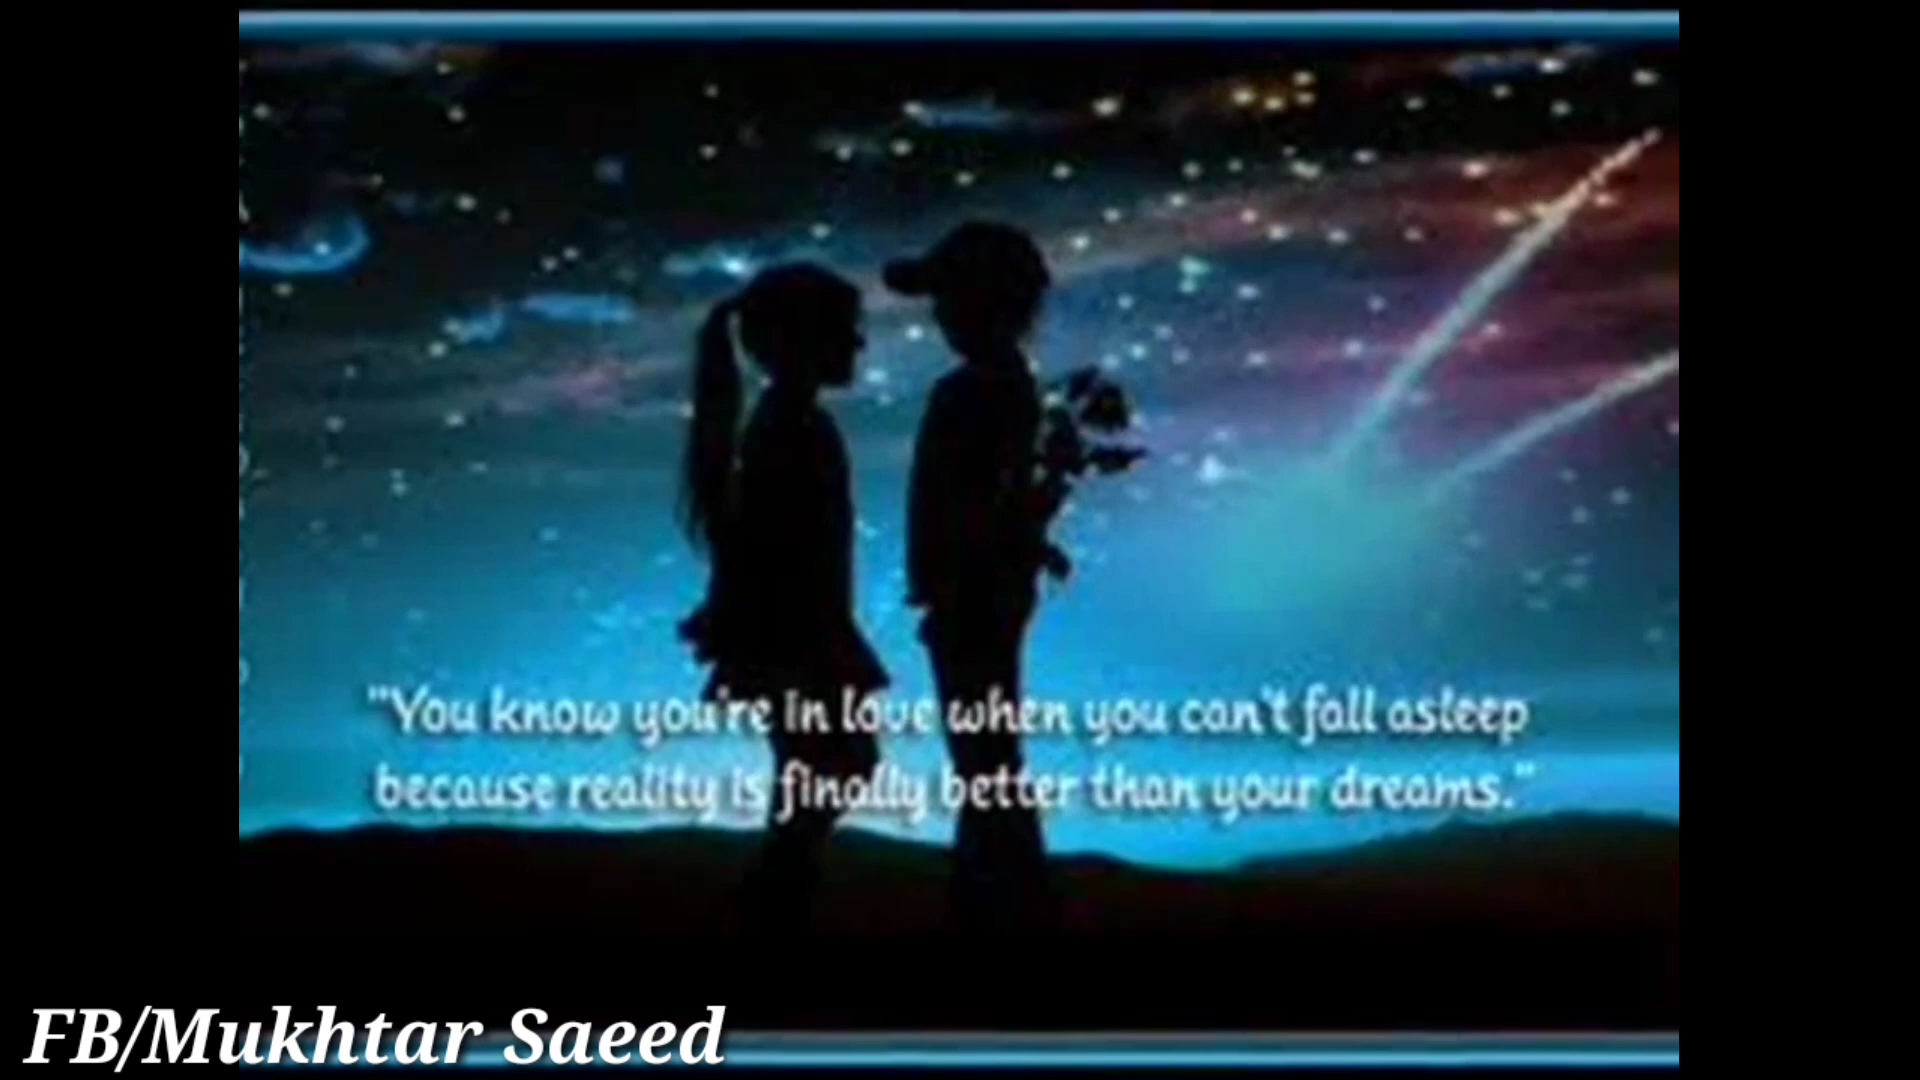 "You know you're in love when you can't fall asleep
because reality is finally better than your dreams."
FB/Mukhtar Saeed